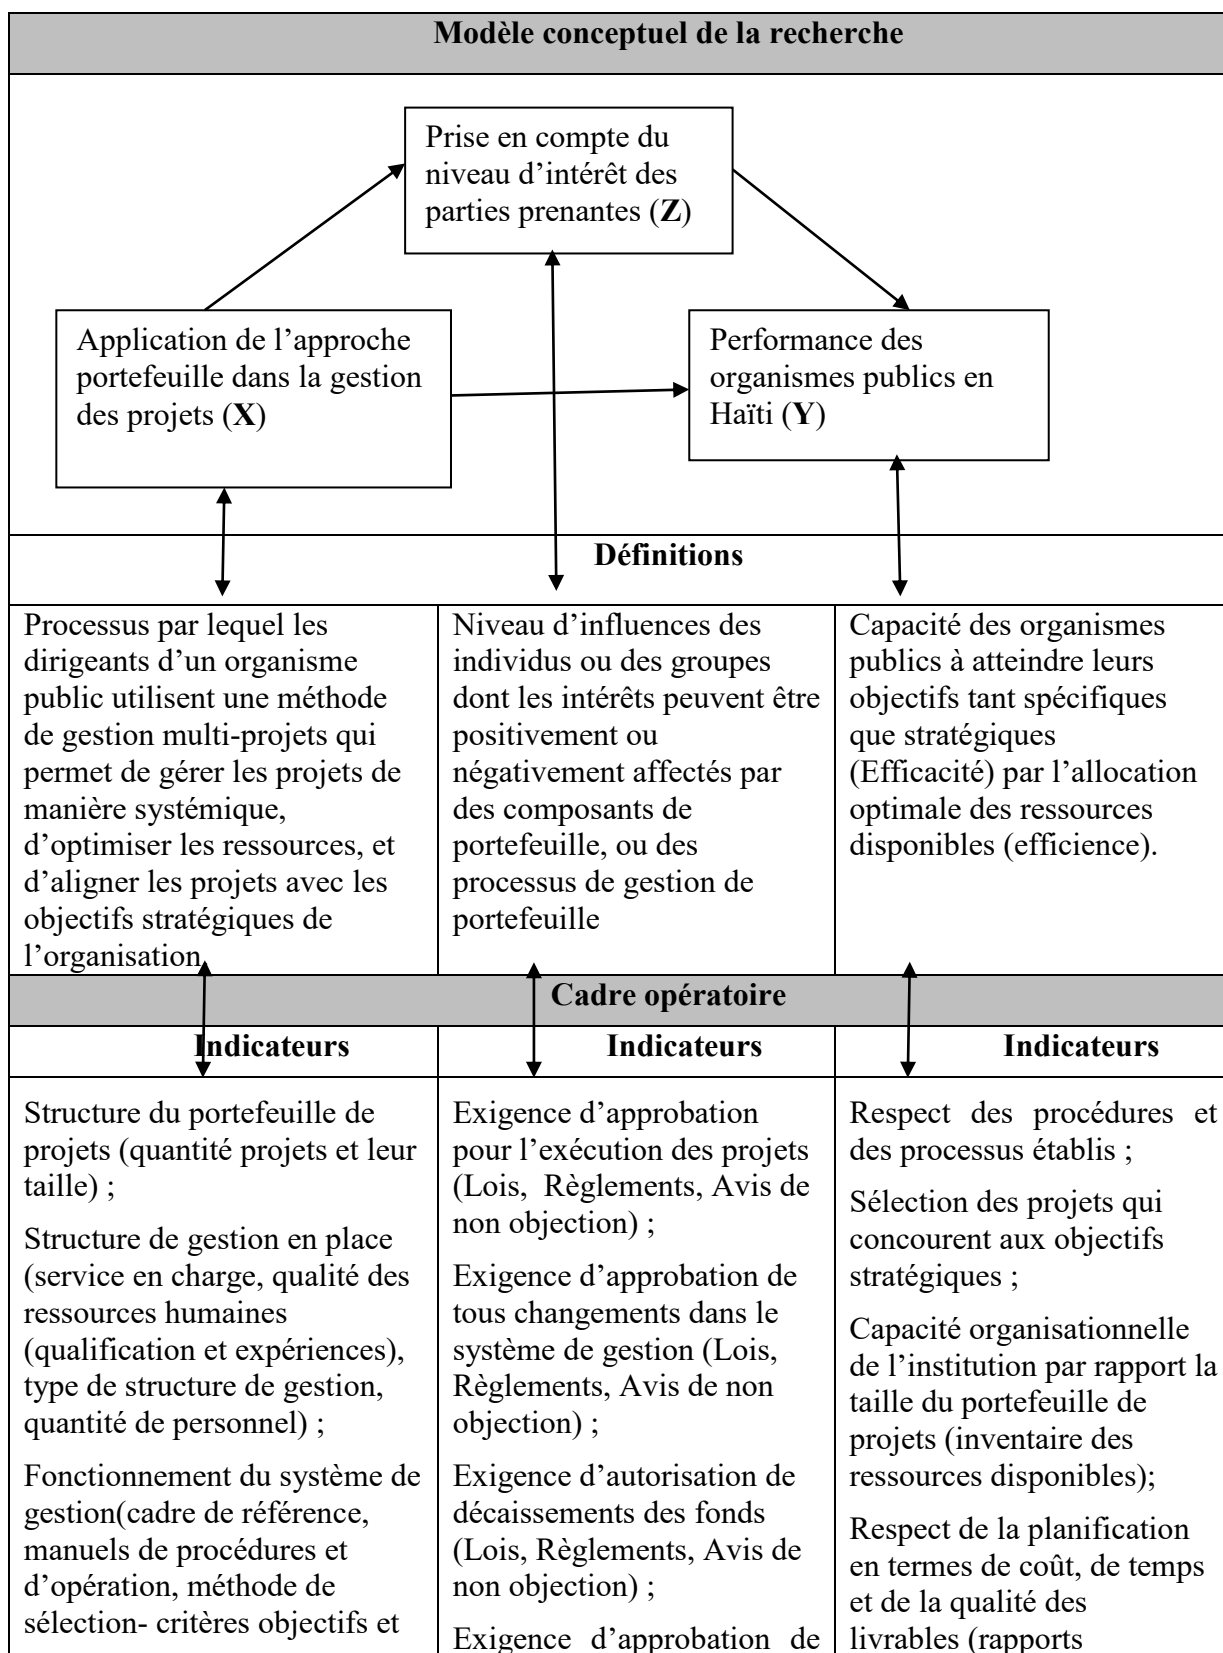 Modèle conceptuel de la recherche
Prise en compte du
niveau d’intérêt des
parties prenantes (Z)
Application de l’approche
portefeuille dans la gestion
des projets (X)
Performance des
organismes publics en
Haïti (Y)
Définitions
Processus par lequel les
dirigeants d’un organisme
public utilisent une méthode
de gestion multi-projets qui
permet de gérer les projets de
manière systémique,
d’optimiser les ressources, et
d’aligner les projets avec les
objectifs stratégiques de
l’organisation
Niveau d’influences des
individus ou des groupes
dont les intérêts peuvent être
positivement ou
négativement affectés par
des composants de
portefeuille, ou des
processus de gestion de
portefeuille
Capacité des organismes
publics à atteindre leurs
objectifs tant spécifiques
que stratégiques
(Efficacité) par l’allocation
optimale des ressources
disponibles (efficience).
Cadre opératoire
Indicateurs
Structure du portefeuille de
projets (quantité projets et leur
taille) ;
Structure de gestion en place
(service en charge, qualité des
ressources humaines
(qualification et expériences),
type de structure de gestion,
quantité de personnel) ;
Fonctionnement du système de
gestion(cadre de référence,
manuels de procédures et
d’opération, méthode de
sélection- critères objectifs et
Indicateurs
Exigence d’approbation
pour l’exécution des projets
(Lois, Règlements, Avis de
non objection) ;
Exigence d’approbation de
tous changements dans le
système de gestion (Lois,
Règlements, Avis de non
objection) ;
Exigence d’autorisation de
décaissements des fonds
(Lois, Règlements, Avis de
non objection) ;
Exigence d’approbation de
Indicateurs
Respect des procédures et
des processus établis ;
Sélection des projets qui
concourent aux objectifs
stratégiques ;
Capacité organisationnelle
de l’institution par rapport la
taille du portefeuille de
projets (inventaire des
ressources disponibles);
Respect de la planification
en termes de coût, de temps
et de la qualité des
livrables (rapports